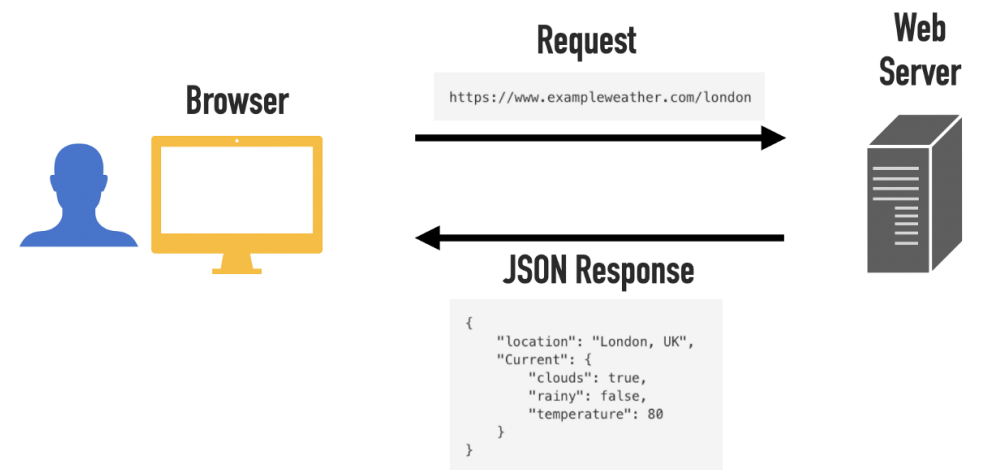 Browser
Request
https://www.exampleweather.com/london
Web
Server
JSON Response
{
    "location": "London, UK",
    "Current": {
        "clouds": true,
        "rainy": false,
        "temperature": 80
    }
}